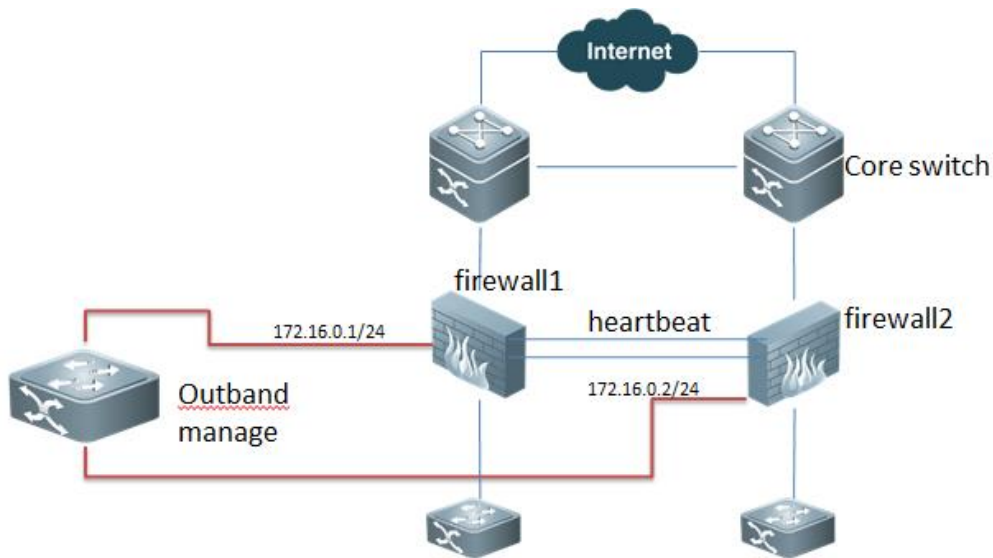 Internet
Core switch
firewall1
172.16.0.1/24
heartbeat
firewall2
172.16.0.2/24
Outband
manage